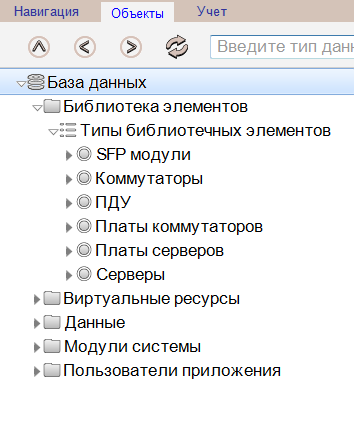 Навигация Объекты Учет
Введите тип дан
База данных
Библиотека элементов
Типы библиотечных элементов
SFP модули
Коммутаторы
ПДУ
Платы коммутаторов
Платы серверов
Серверы
Виртуальные ресурсы
Данные
Модули системы
Пользователи приложения